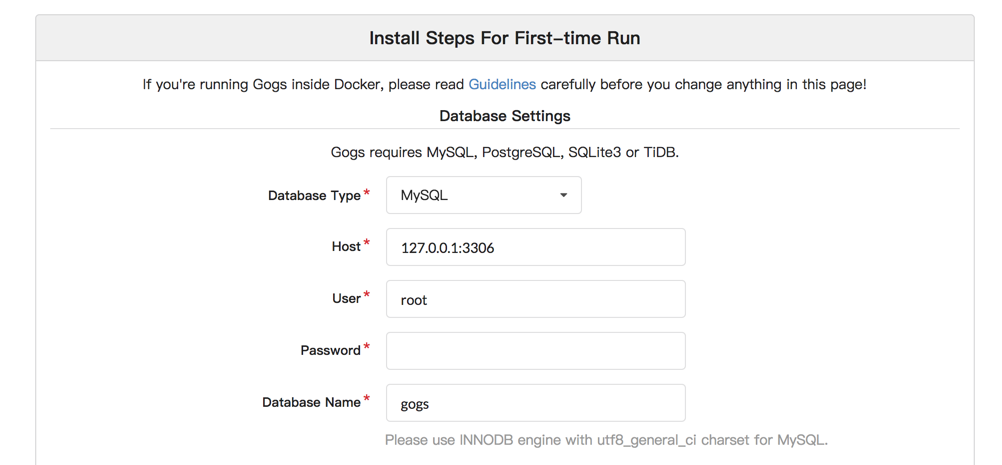 Install Steps For First-time Run
If you're running Gogs inside Docker, please read Guidelines carefully before you change anything in this page!
Database Settings
Gogs requires MySQL, PostgreSQL, SQLite3 or TiDB.
Database Type* MySQL
Host* 127.0.0.1:3306
User* root
Password*
Database Name* gogs
Please use INNODB engine with utf8_general_ci charset for MySQL.